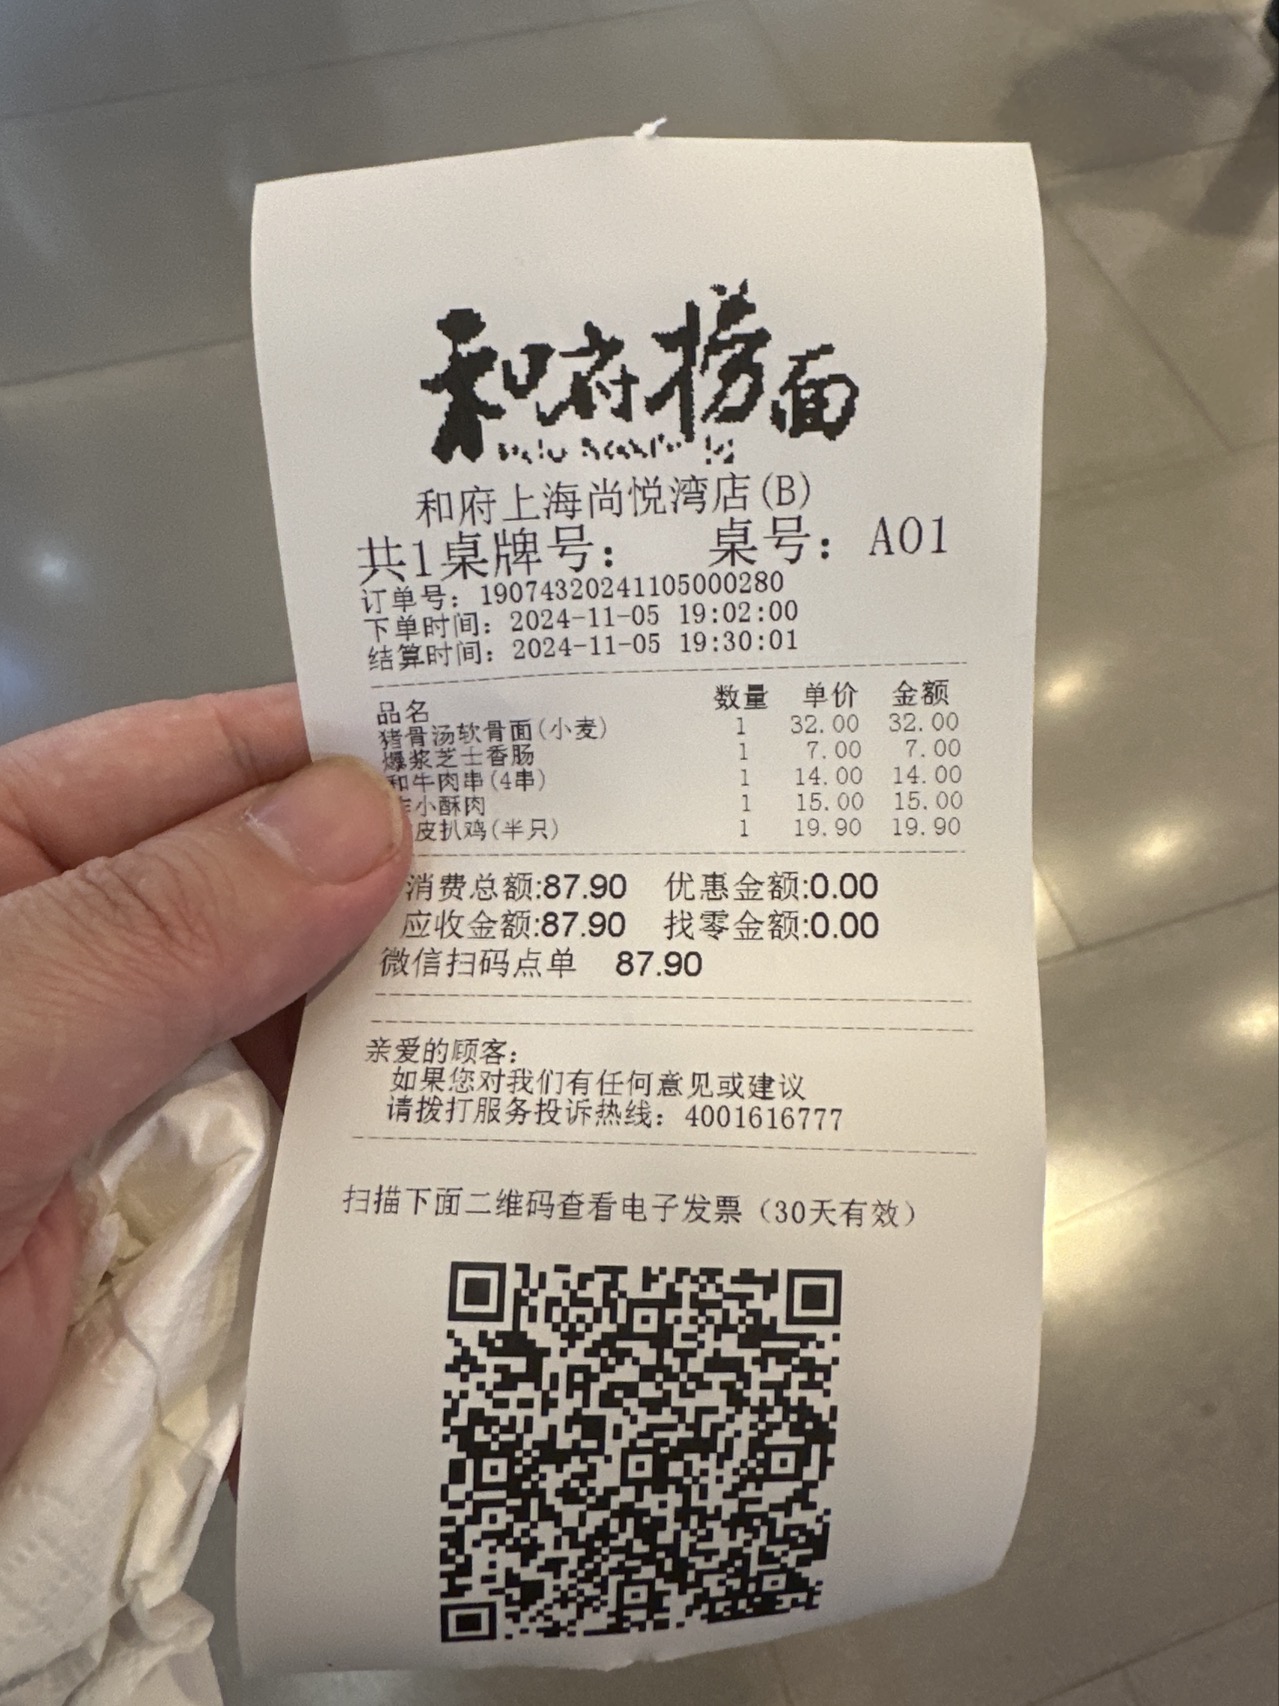 和府捞面
和府上海尚悦湾店(B)
共1桌牌号： 桌号：A01
订单号：19074320241105000280
下单时间：2024-11-05 19:02:00
结算时间：2024-11-05 19:30:01
品名 数量 单价 金额
猪骨汤软骨面(小麦) 1 32.00 32.00
爆浆芝士香肠 1 7.00 7.00
和牛肉串(4串) 1 14.00 14.00
小酥肉 1 15.00 15.00
皮扒鸡(半只) 1 19.90 19.90
消费总额:87.90 优惠金额:0.00
应收金额:87.90 找零金额:0.00
微信扫码点单 87.90
亲爱的顾客：
如果您对我们有任何意见或建议
请拨打服务投诉热线：4001616777
扫描下面二维码查看电子发票（30天有效）